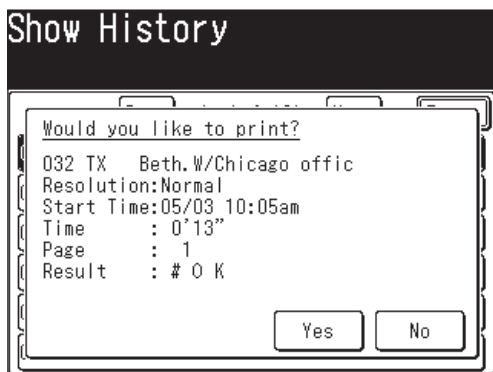 Show History
Would you like to print?
032 TX Beth.W/Chicago offic
Resolution:Normal
Start Time:05/03 10:05am
Time : 0'13"
Page : 1
Result : # O K
Yes No